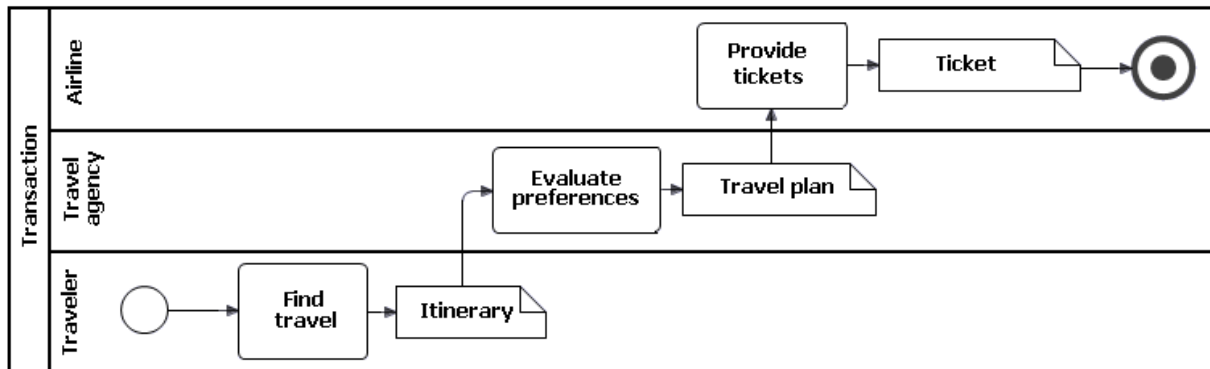 Transaction
Airline
Provide
tickets
Ticket
Travel
agency
Evaluate
preferences
Travel plan
Traveler
Find
travel
Itinerary